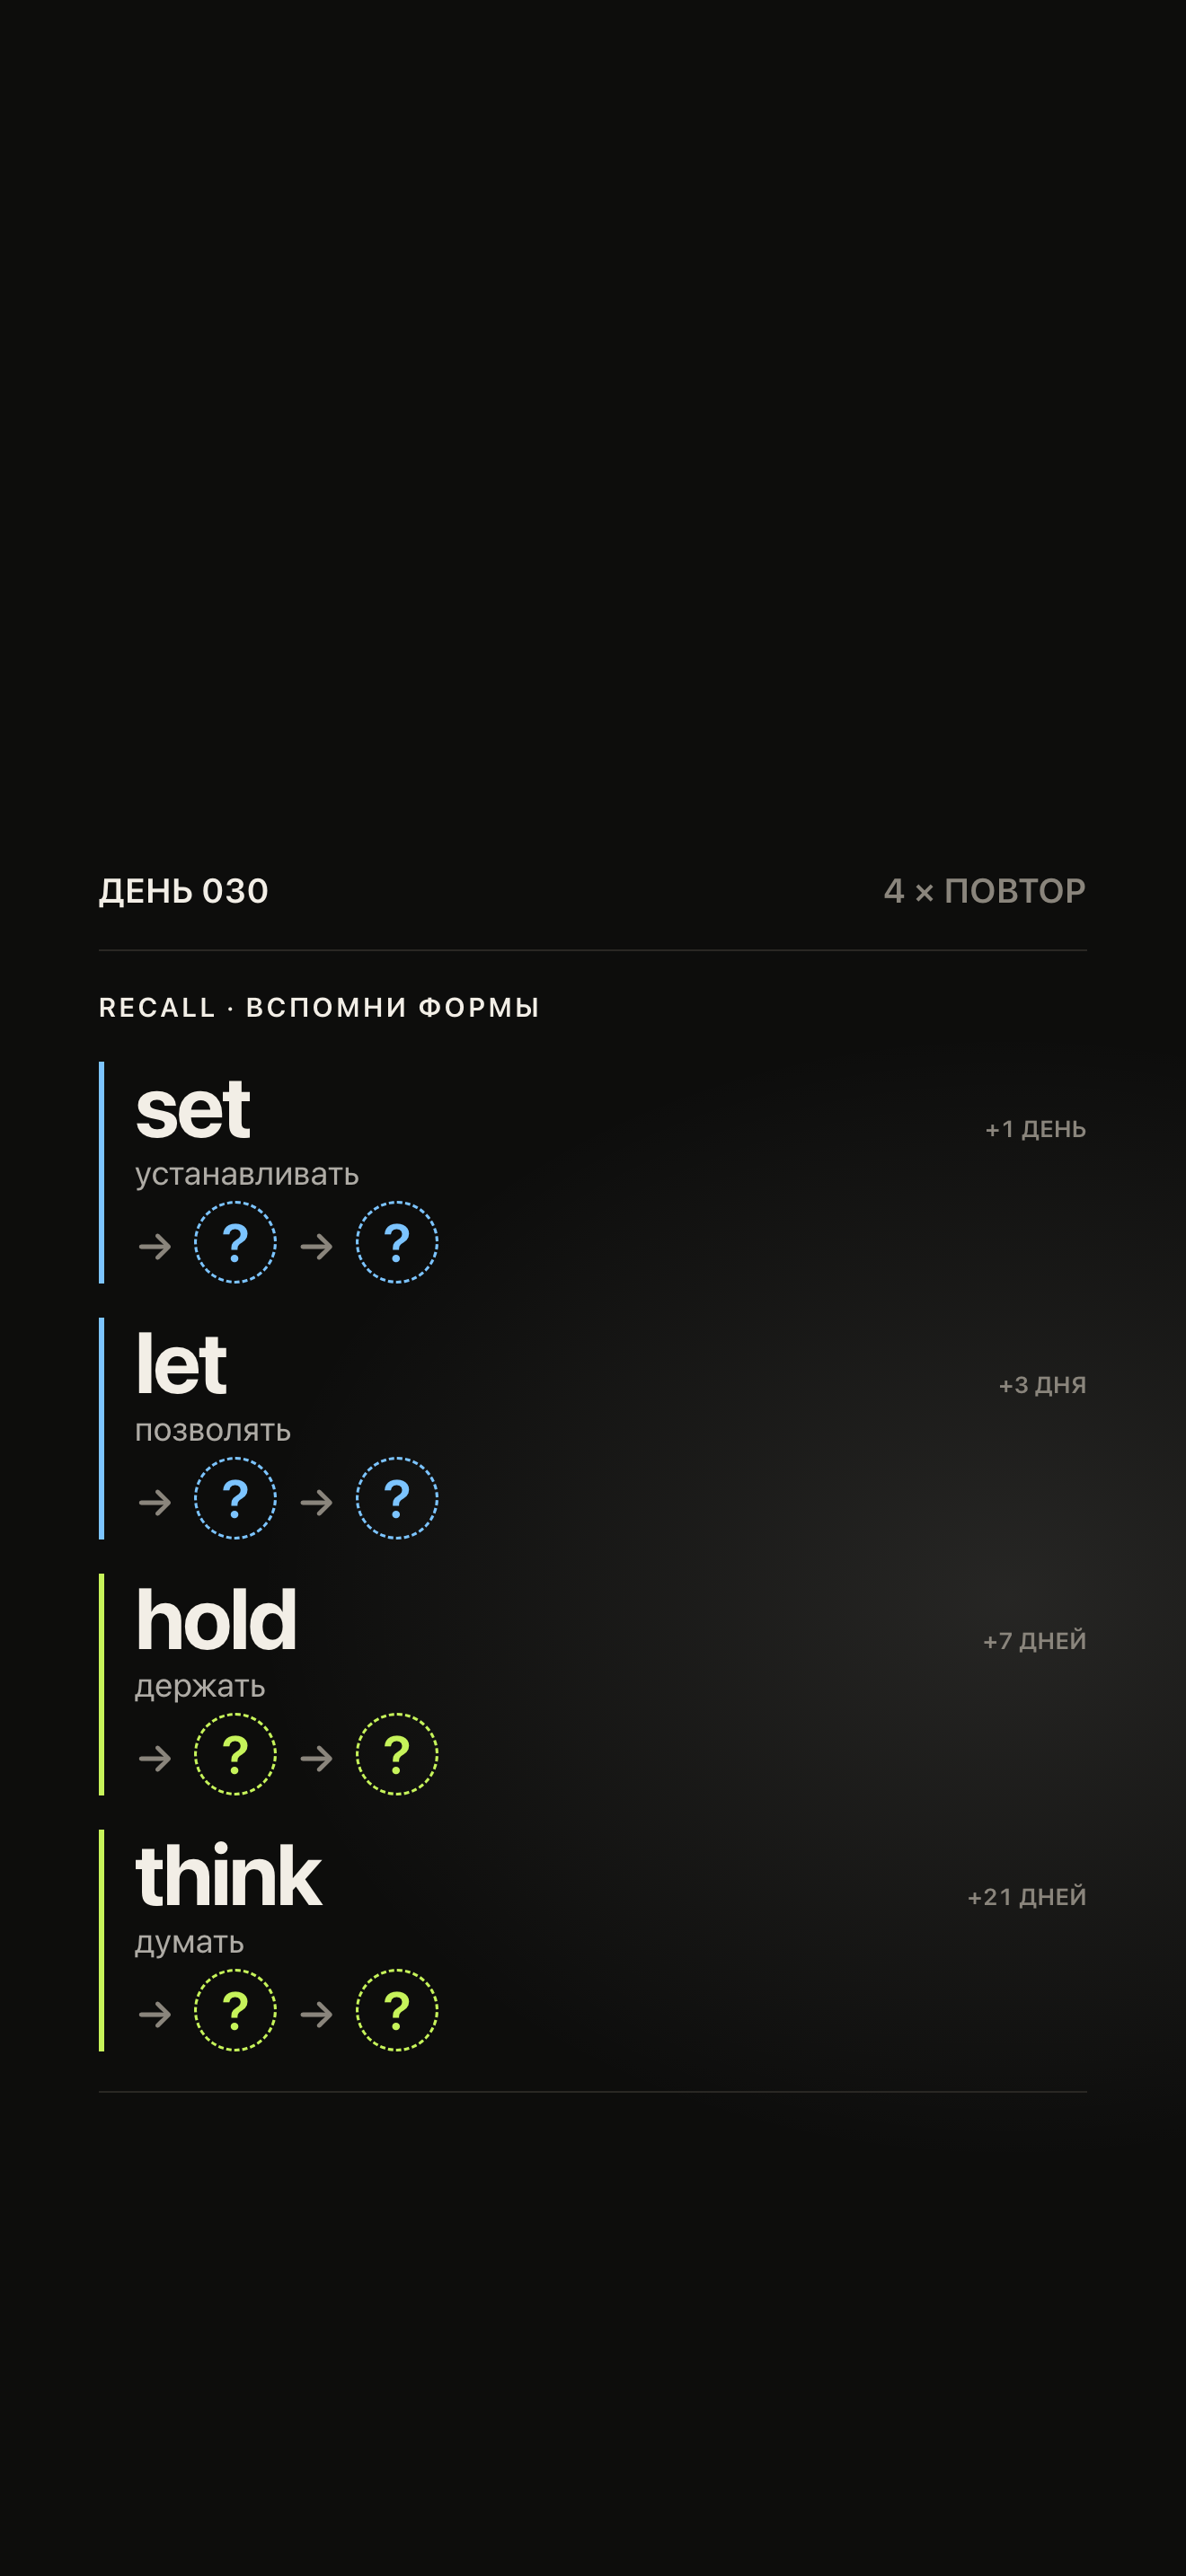 ДЕНЬ 030
4 × ПОВТОР
RECALL · ВСПОМНИ ФОРМЫ
set
+1 ДЕНЬ
устанавливать
→ ? → ?
let
+3 ДНЯ
позволять
→ ? → ?
hold
+7 ДНЕЙ
держать
→ ? → ?
think
+21 ДНЕЙ
думать
→ ? → ?